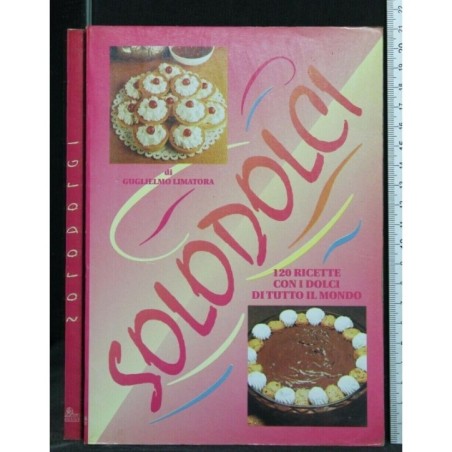 SOLODOLCI
di
GUGLIELMO LIMATORA
SOLODOLCI
120 RICETTE
CON I DOLCI
DI TUTTO IL MONDO